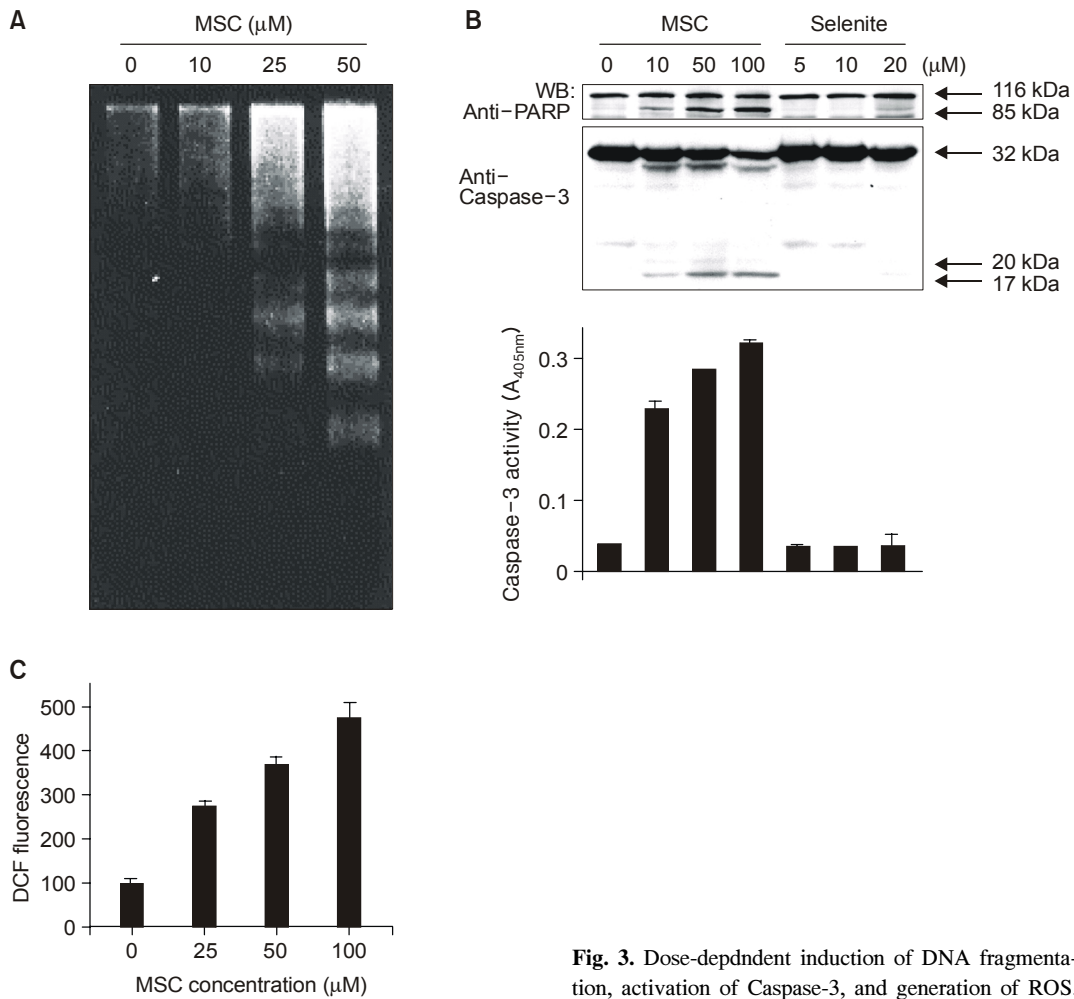 A
MSC (μM)
0 10 25 50
B
MSC Selenite
0 10 50 100 5 10 20 (μM)
WB:
Anti-PARP
116 kDa
85 kDa
Anti-
Caspase-3
32 kDa
20 kDa
17 kDa
Caspase-3 activity (A405nm)
0.3
0.2
0.1
0
C
DCF fluorescence
500
400
300
200
100
0
0 25 50 100
MSC concentration (μM)
Fig. 3. Dose-depdndent induction of DNA fragmenta-
tion, activation of Caspase-3, and generation of ROS.